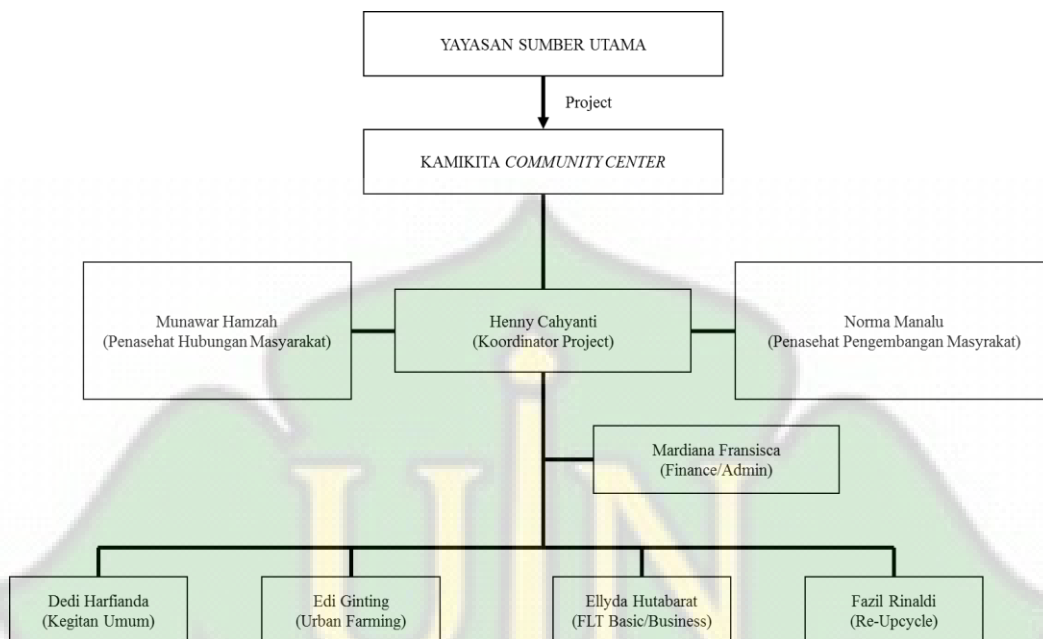 YAYASAN SUMBER UTAMA
Project
KAMIKITA COMMUNITY CENTER
Munawar Hamzah
(Penasehat Hubungan Masyarakat)
Henny Cahyanti
(Koordinator Project)
Norma Manalu
(Penasehat Pengembangan Masyrakat)
Mardiana Fransisca
(Finance/Admin)
Dedi Harfianda
(Kegitan Umum)
Edi Ginting
(Urban Farming)
Ellyda Hutabarat
(FLT Basic/Business)
Fazil Rinaldi
(Re-Upcycle)
UIN